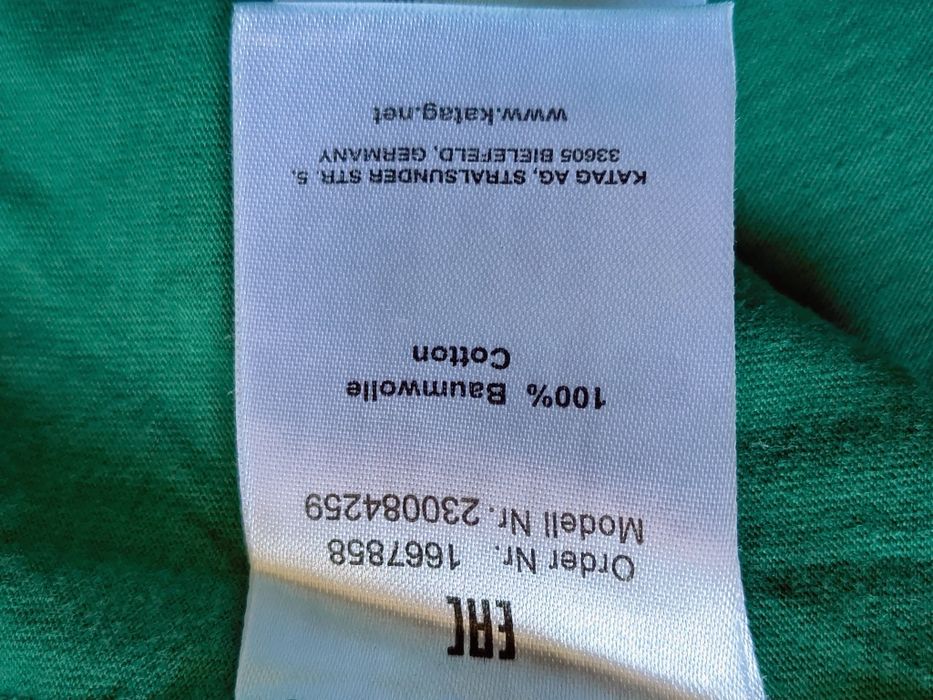 EAC
Order Nr. 1667858
Modell Nr. 230084259
100% Baumwolle
Cotton
KATAG AG, STRALSUNDER STR. 5,
33605 BIELEFELD, GERMANY
www.katag.net